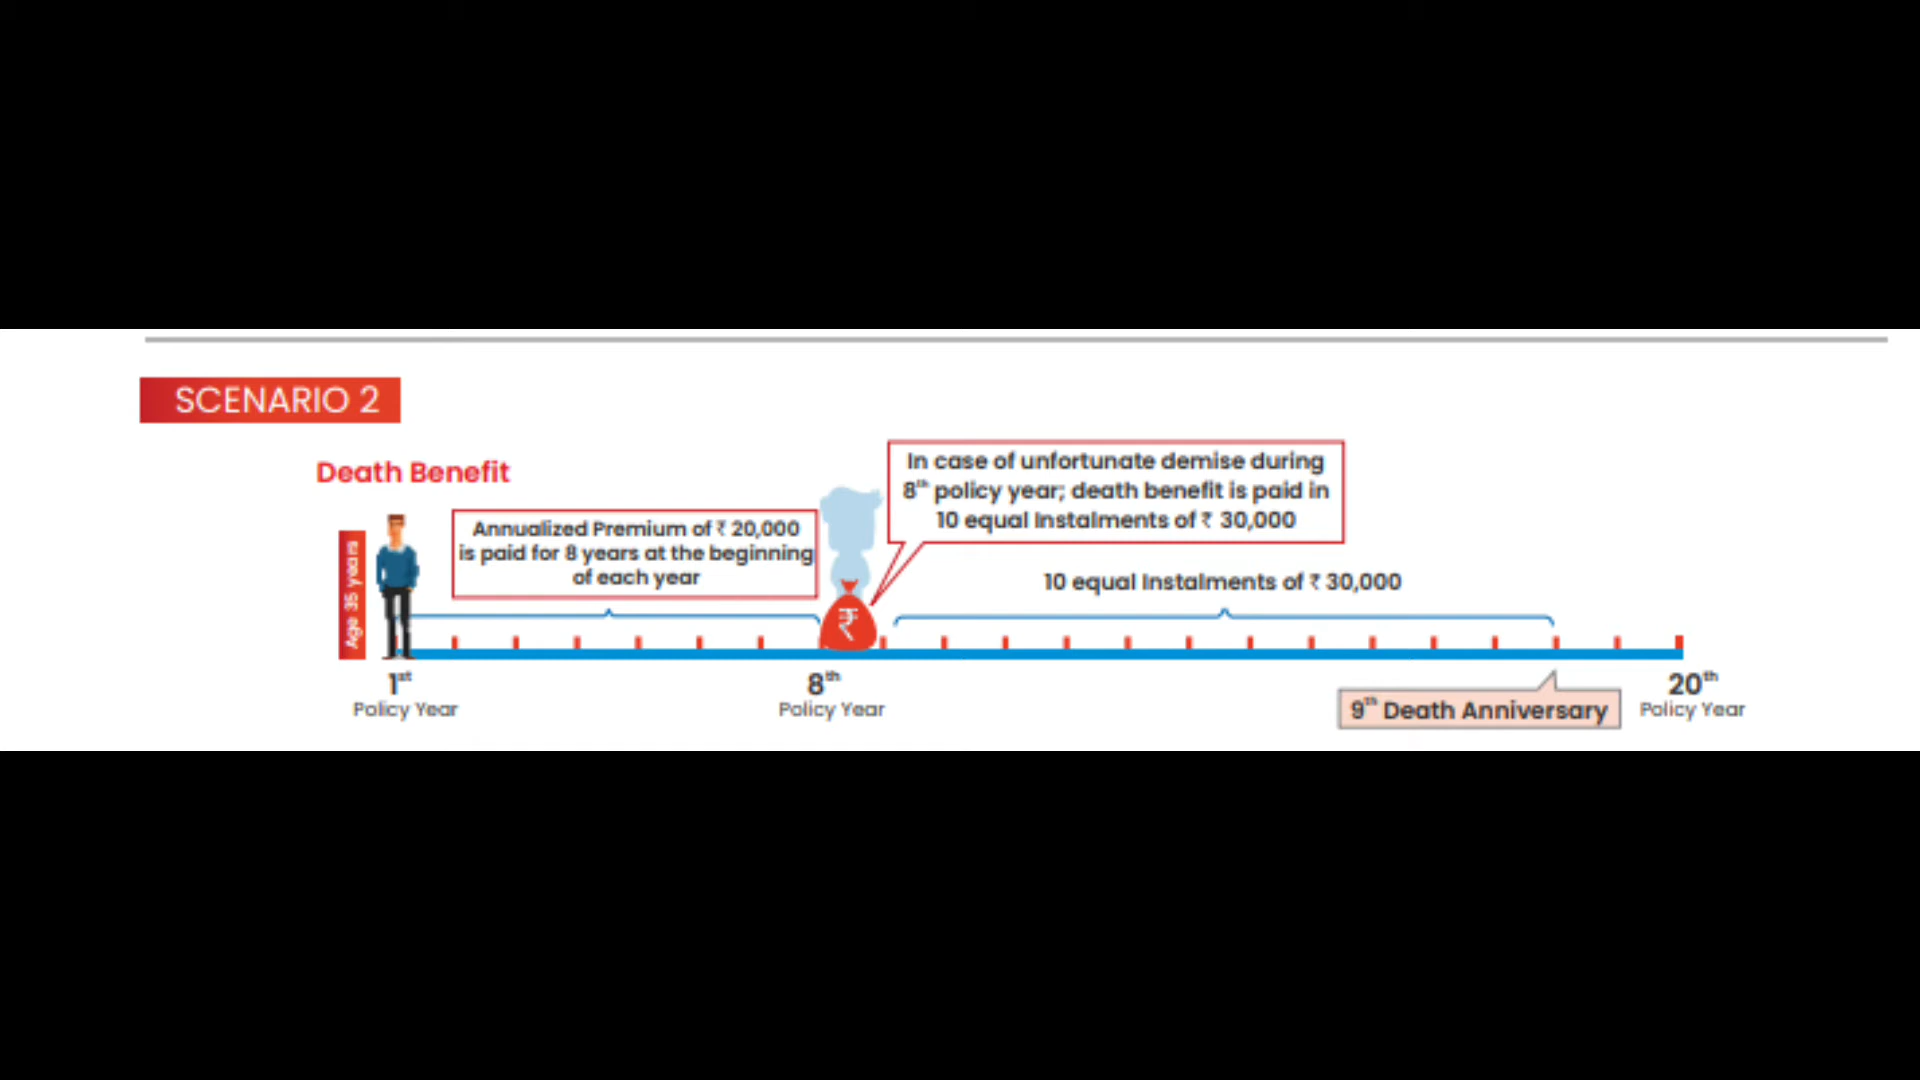 SCENARIO 2
Death Benefit
Age 35 years
Annualized Premium of ₹ 20,000
is paid for 8 years at the beginning
of each year
In case of unfortunate demise during
8th policy year; death benefit is paid in
10 equal Instalments of ₹ 30,000
10 equal Instalments of ₹ 30,000
₹
1st
Policy Year
8th
Policy Year
9th Death Anniversary
20th
Policy Year